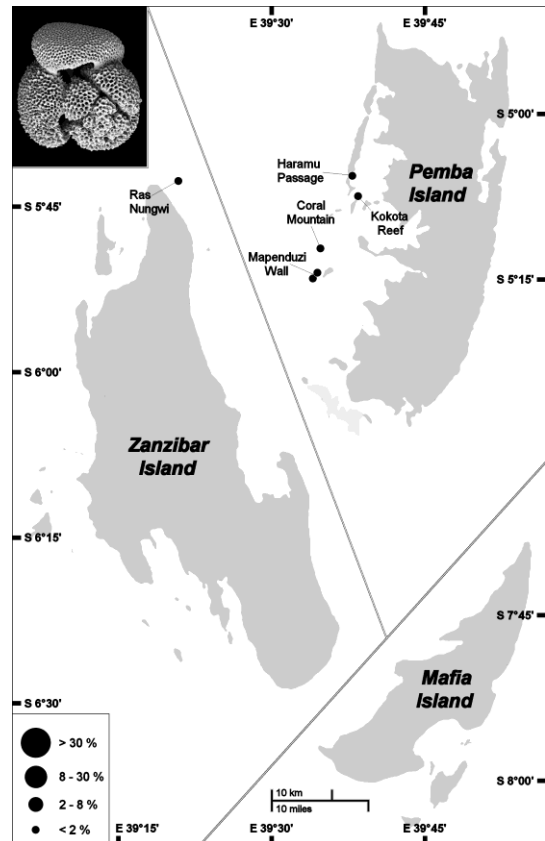 E 39°30'
E 39°45'
S 5°00'
Haramu
Passage
Pemba
Island
Ras
Nungwi
S 5°45'
Coral
Mountain
Kokota
Reef
Mapenduzi
Wall
S 5°15'
S 6°00'
Zanzibar
Island
S 6°15'
S 7°45'
Mafia
Island
S 6°30'
> 30 %
8 - 30 %
2 - 8 %
< 2 %
10 km
10 miles
S 8°00'
E 39°15'
E 39°30'
E 39°45'